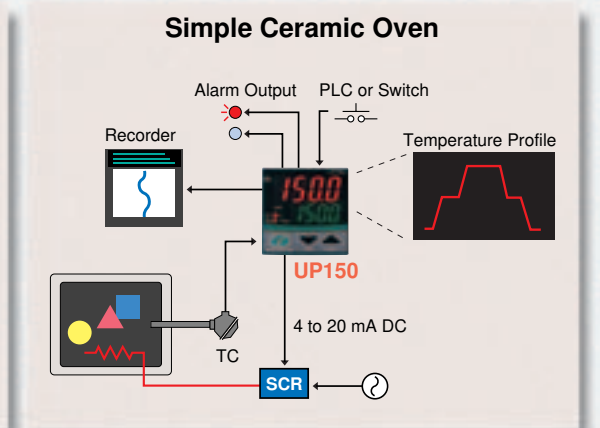 Simple Ceramic Oven
Alarm Output
PLC or Switch
Recorder
Temperature Profile
150.0
150.0
UP150
4 to 20 mA DC
TC
SCR